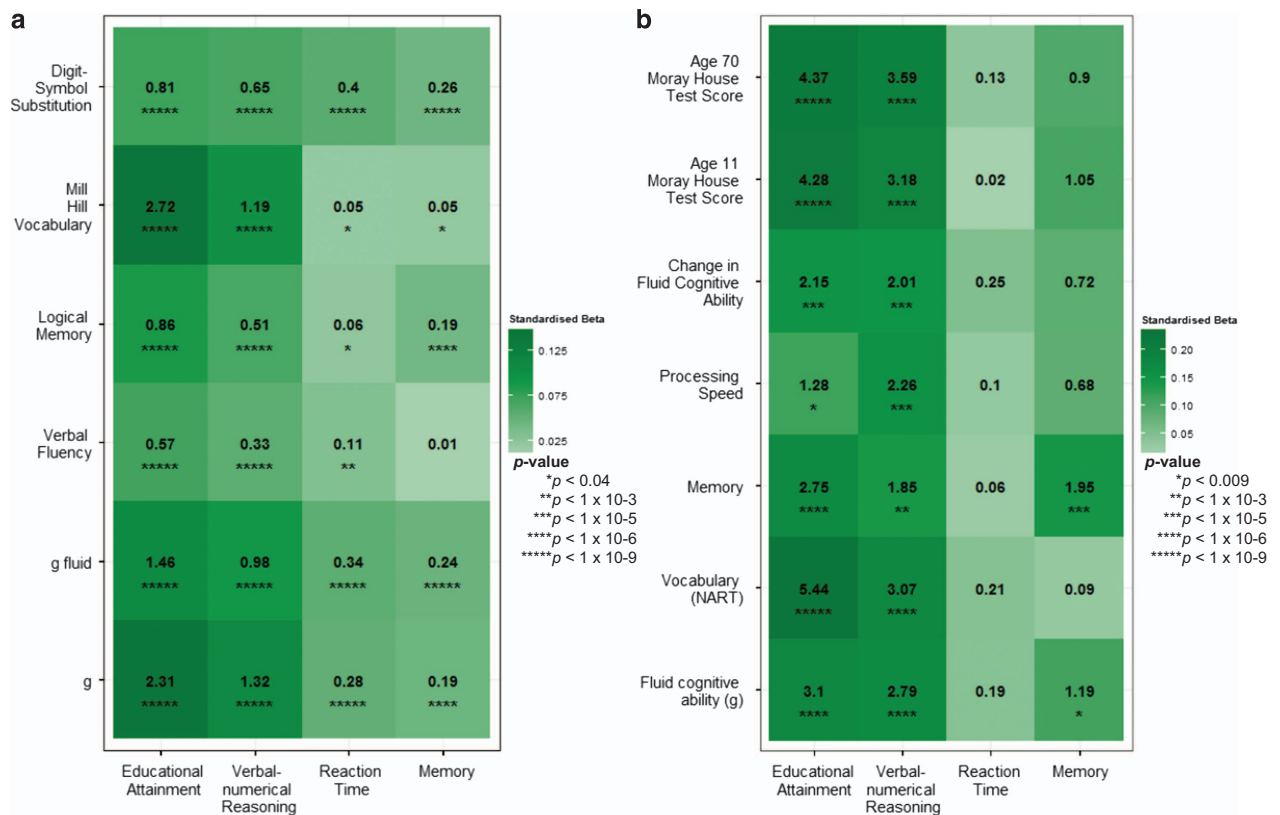 a
Digit-
Symbol
Substitution
0.81
0.65
0.4
0.26
*****
*****
*****
*****
Mill
Hill
Vocabulary
2.72
1.19
0.05
0.05
*****
*****
*
*
Logical
Memory
0.86
0.51
0.06
0.19
*****
*****
*
****
Verbal
Fluency
0.57
0.33
0.11
0.01
*****
*****
**
g fluid
1.46
0.98
0.34
0.24
*****
*****
*****
*****
g
2.31
1.32
0.28
0.19
*****
*****
*****
****
Educational
Attainment
Verbal-
numerical
Reasoning
Reaction
Time
Memory
Standardised Beta
0.125
0.075
0.025
p-value
*p < 0.04
**p < 1 x 10-3
***p < 1 x 10-5
****p < 1 x 10-6
*****p < 1 x 10-9
b
Age 70
Moray House
Test Score
4.37
3.59
0.13
0.9
*****
****
Age 11
Moray House
Test Score
4.28
3.18
0.02
1.05
*****
****
Change in
Fluid Cognitive
Ability
2.15
2.01
0.25
0.72
***
***
Processing
Speed
1.28
2.26
0.1
0.68
*
***
Memory
2.75
1.85
0.06
1.95
****
**
***
Vocabulary
(NART)
5.44
3.07
0.21
0.09
*****
****
Fluid cognitive
ability (g)
3.1
2.79
0.19
1.19
****
****
*
Educational
Attainment
Verbal-
numerical
Reasoning
Reaction
Time
Memory
Standardised Beta
0.20
0.15
0.10
0.05
p-value
*p < 0.009
**p < 1 x 10-3
***p < 1 x 10-5
****p < 1 x 10-6
*****p < 1 x 10-9